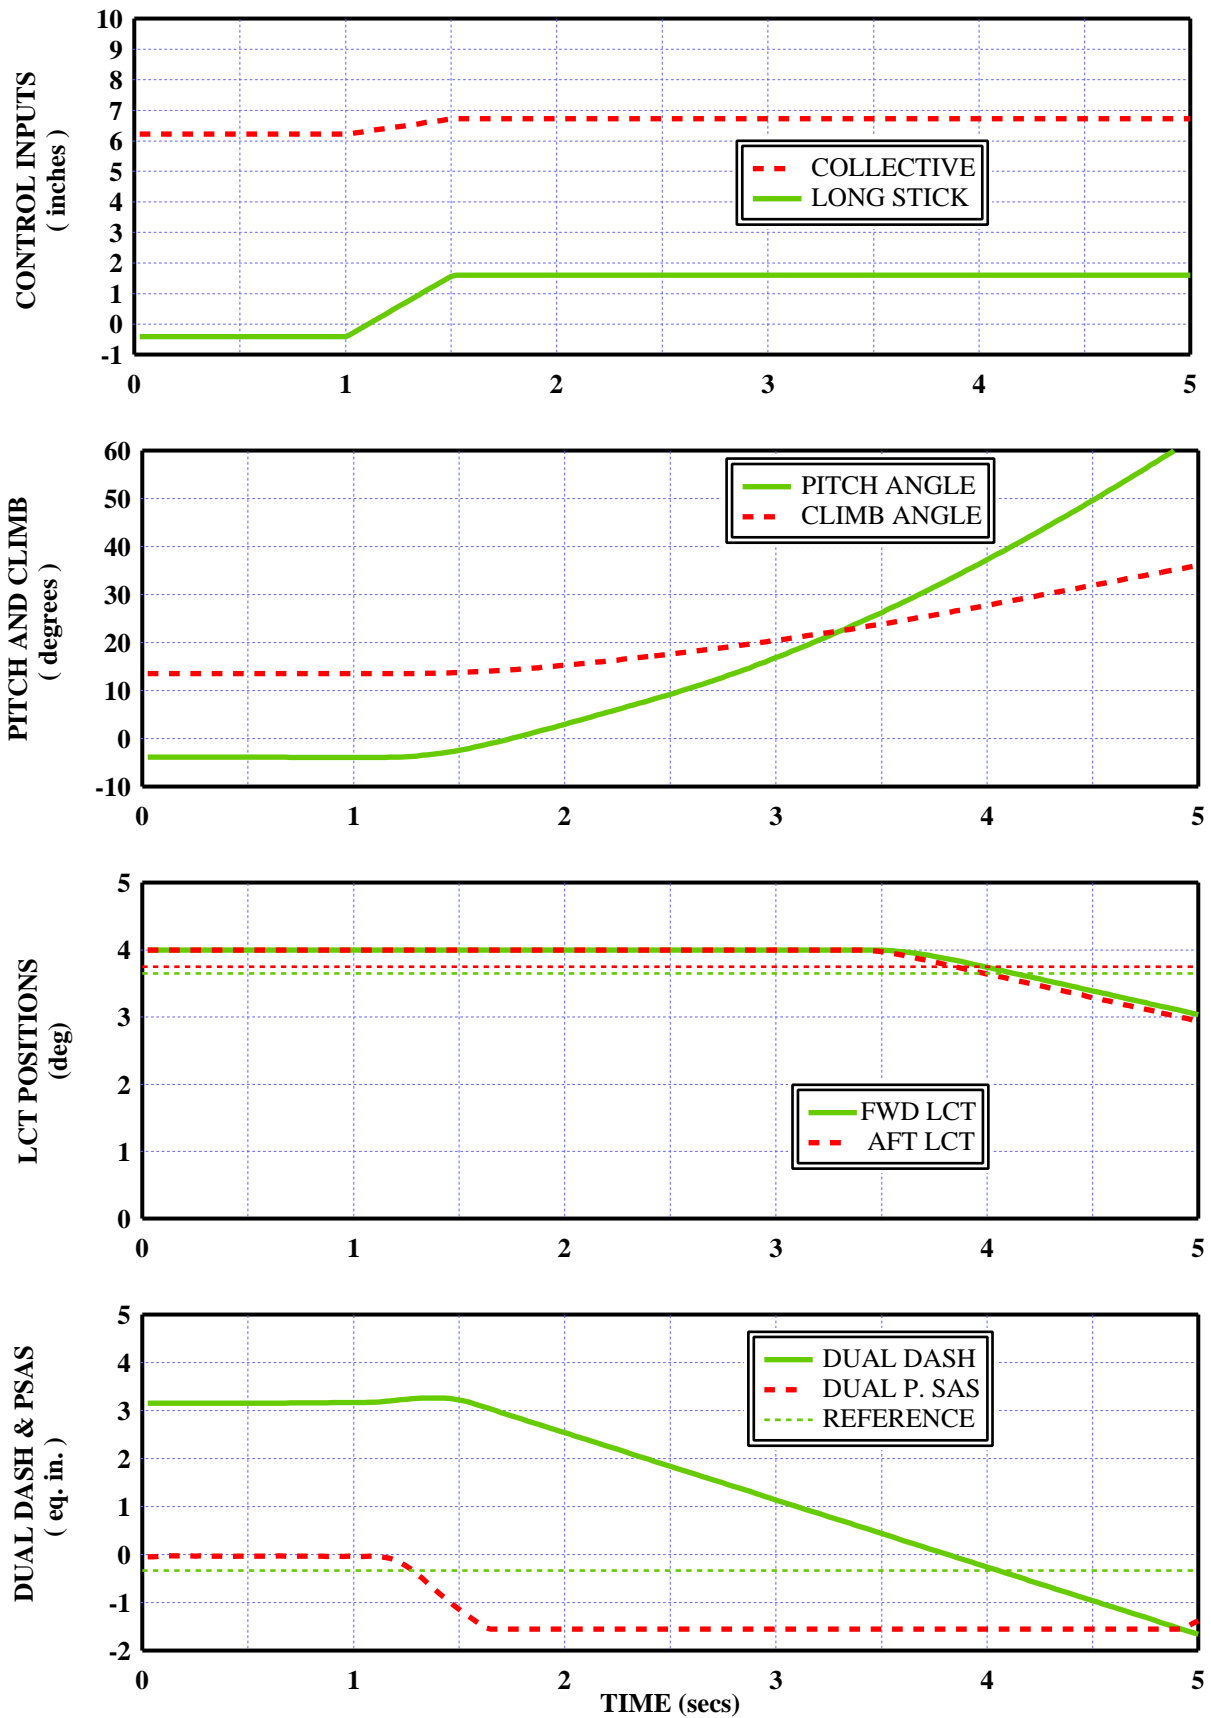 CONTROL INPUTS
( inches )
10
9
8
7
6
5
4
3
2
1
0
-1
COLLECTIVE
LONG STICK
0 1 2 3 4 5
PITCH AND CLIMB
( degrees )
60
50
40
30
20
10
0
-10
PITCH ANGLE
CLIMB ANGLE
0 1 2 3 4 5
LCT POSITIONS
(deg)
5
4
3
2
1
0
FWD LCT
AFT LCT
0 1 2 3 4 5
DUAL DASH & PSAS
( eq. in. )
5
4
3
2
1
0
-1
-2
DUAL DASH
DUAL P. SAS
REFERENCE
0 1 2 3 4 5
TIME (secs)